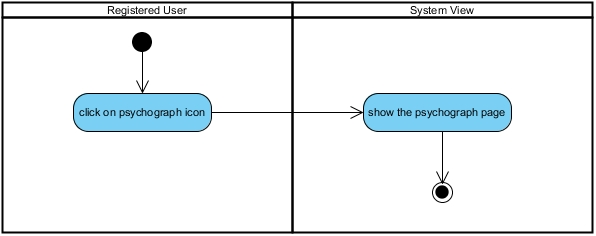 Registered User
System View
click on psychograph icon
show the psychograph page